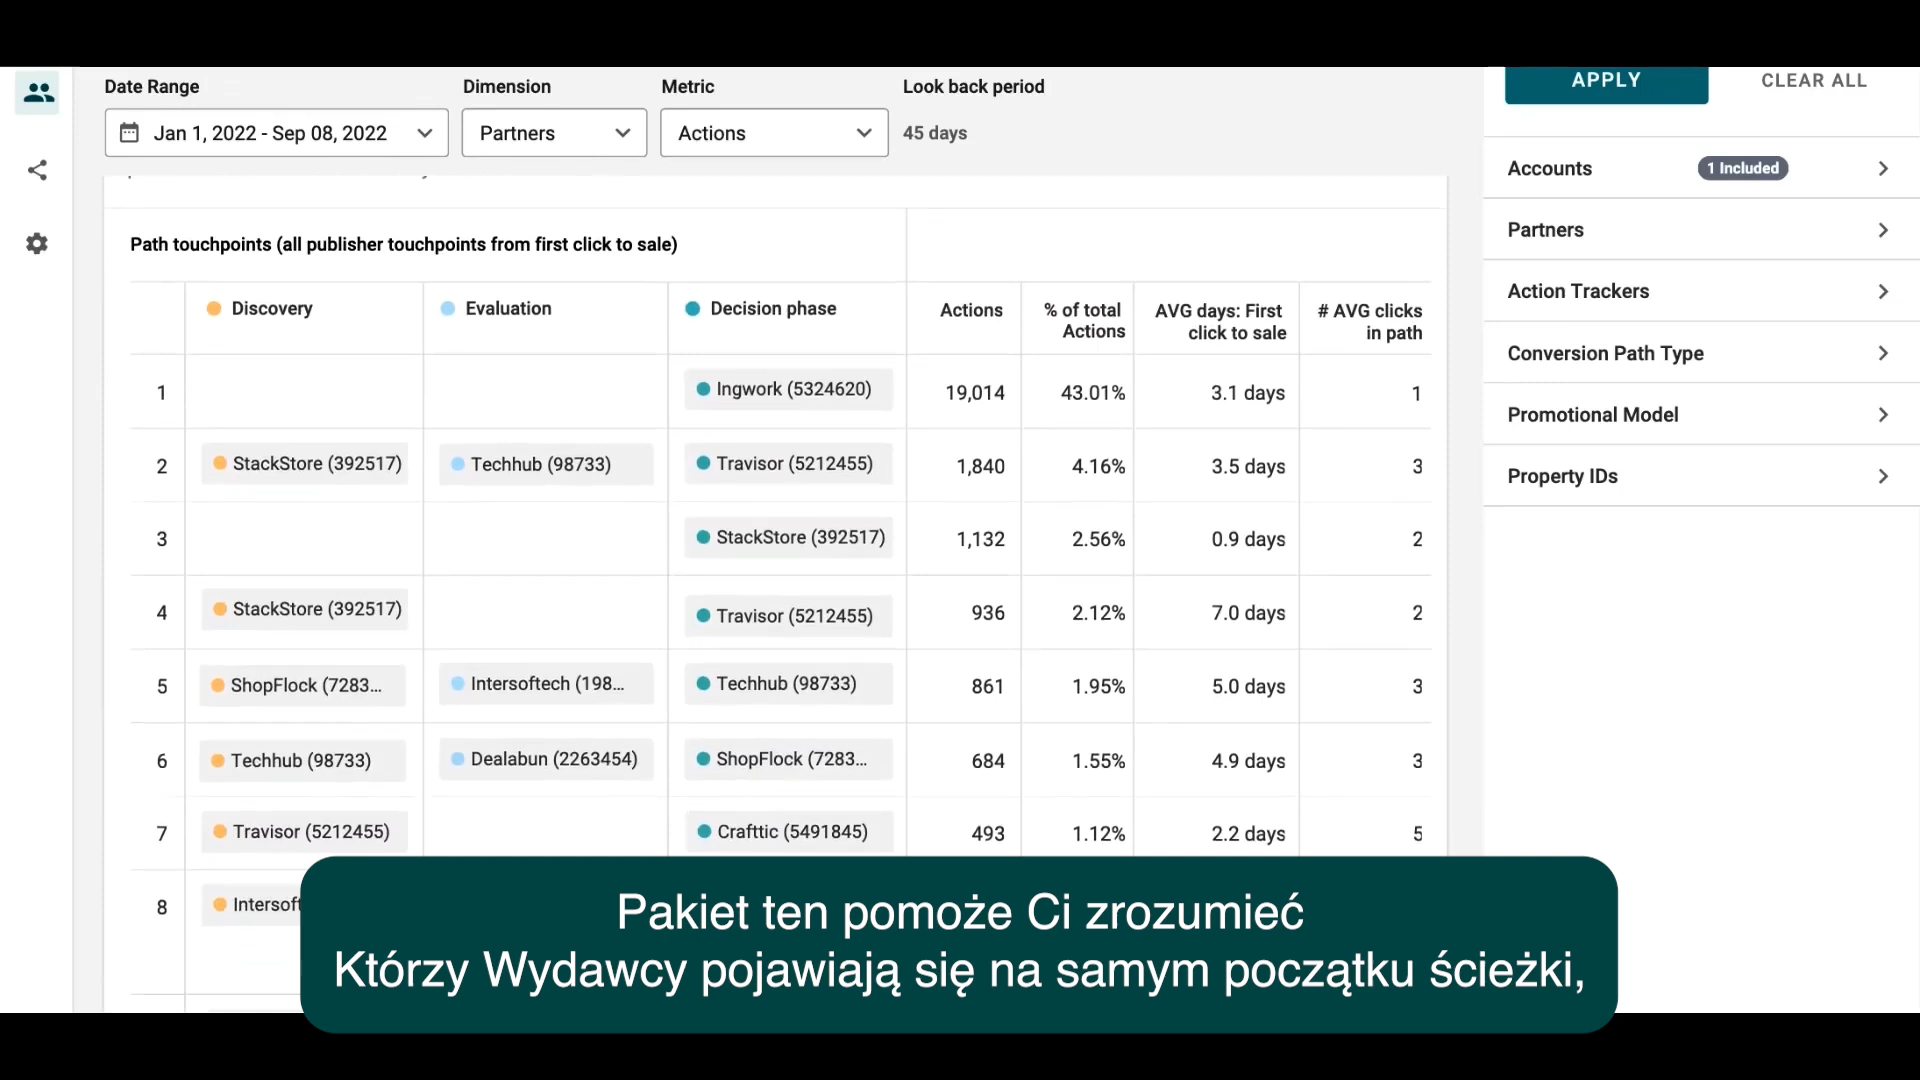 Date Range
Dimension
Metric
Look back period
Jan 1, 2022 - Sep 08, 2022
Partners
Actions
45 days
APPLY
CLEAR ALL
Accounts
1 Included
Partners
Action Trackers
Conversion Path Type
Promotional Model
Property IDs
Path touchpoints (all publisher touchpoints from first click to sale)
Discovery
Evaluation
Decision phase
Actions
% of total
Actions
AVG days: First
click to sale
# AVG clicks
in path
1 Ingwork (5324620) 19,014 43.01% 3.1 days 1
2 StackStore (392517) Techhub (98733) Travisor (5212455) 1,840 4.16% 3.5 days 3
3 StackStore (392517) 1,132 2.56% 0.9 days 2
4 StackStore (392517) Travisor (5212455) 936 2.12% 7.0 days 2
5 ShopFlock (7283... Intersoftech (198... Techhub (98733) 861 1.95% 5.0 days 3
6 Techhub (98733) Dealabun (2263454) ShopFlock (7283... 684 1.55% 4.9 days 3
7 Travisor (5212455) Crafttic (5491845) 493 1.12% 2.2 days 5
8 Intersoft
Pakiet ten pomoże Ci zrozumieć
Którzy Wydawcy pojawiają się na samym początku ścieżki,